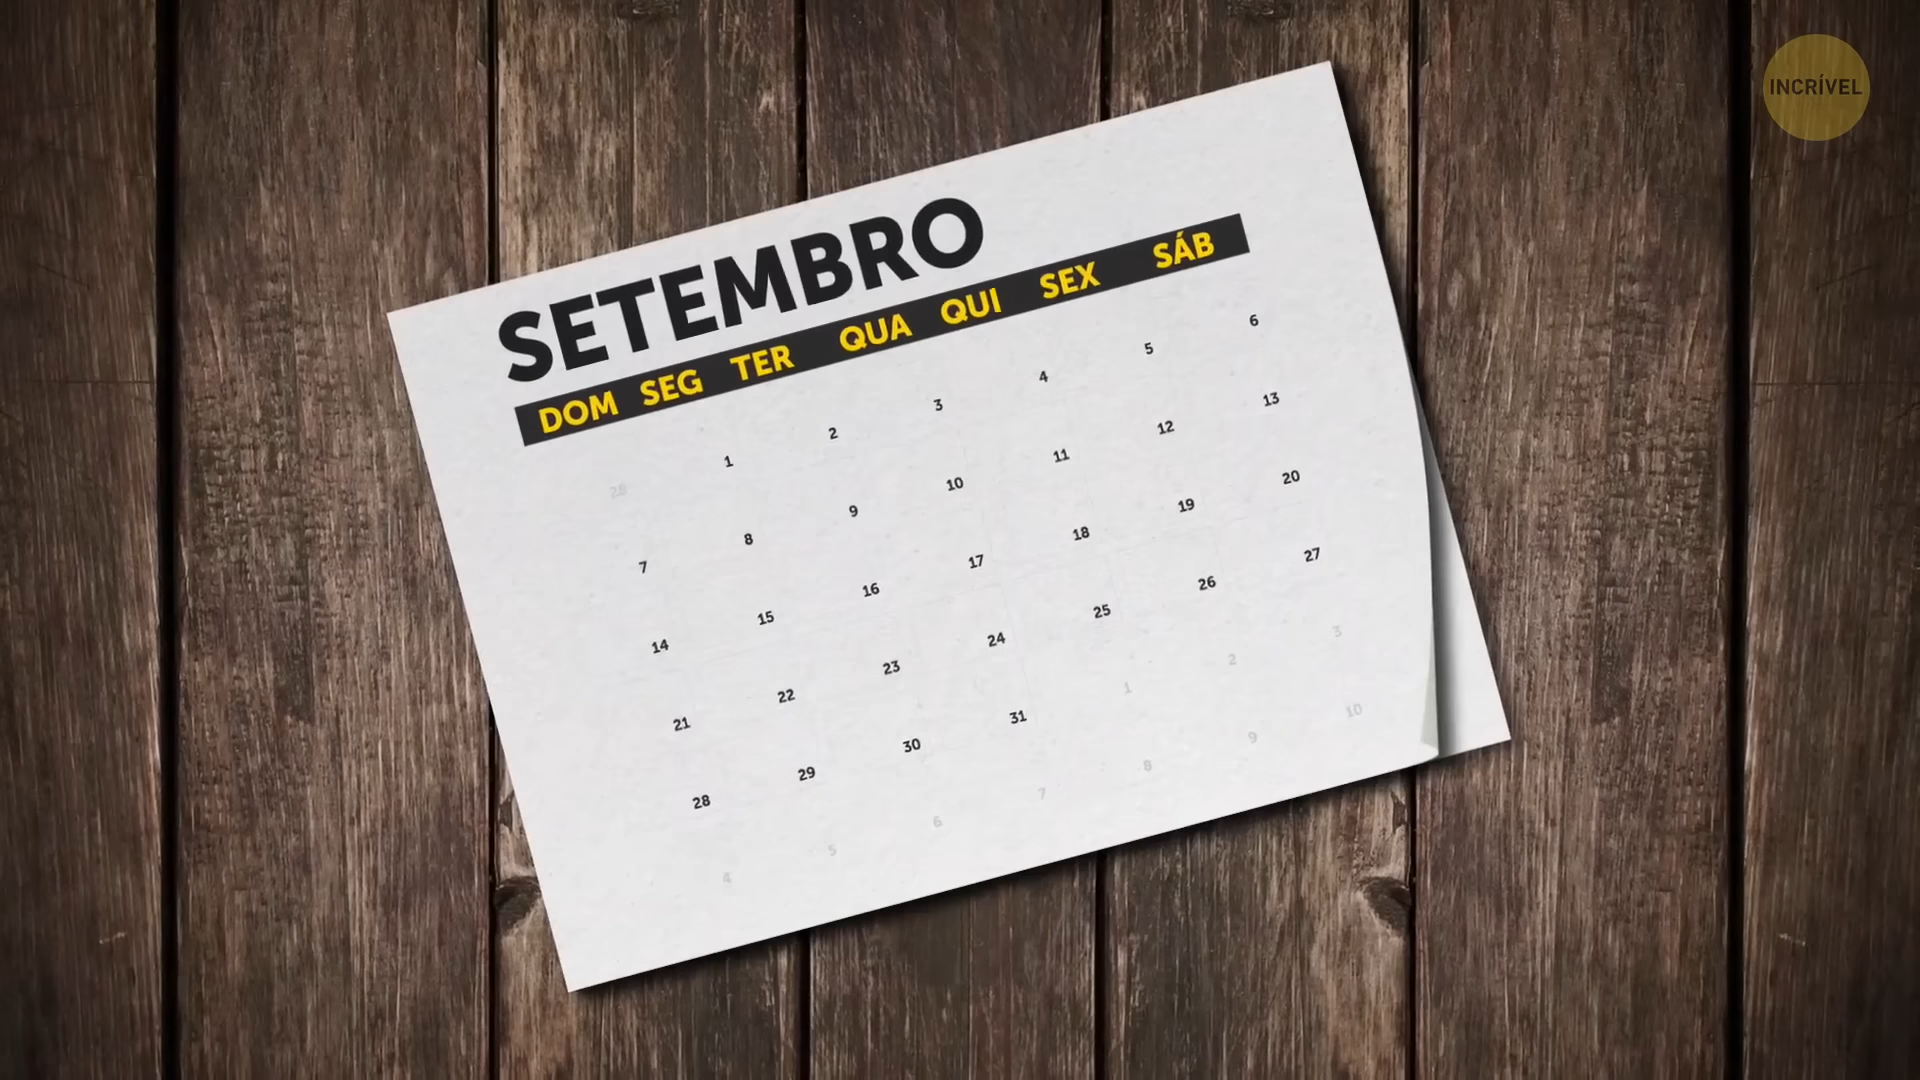 INCRÍVEL
SETEMBRO
DOM SEG TER QUA QUI SEX SÁB
28 1 2 3 4 5 6
7 8 9 10 11 12 13
14 15 16 17 18 19 20
21 22 23 24 25 26 27
28 29 30 31 1 2 3
4 5 6 7 8 9 10